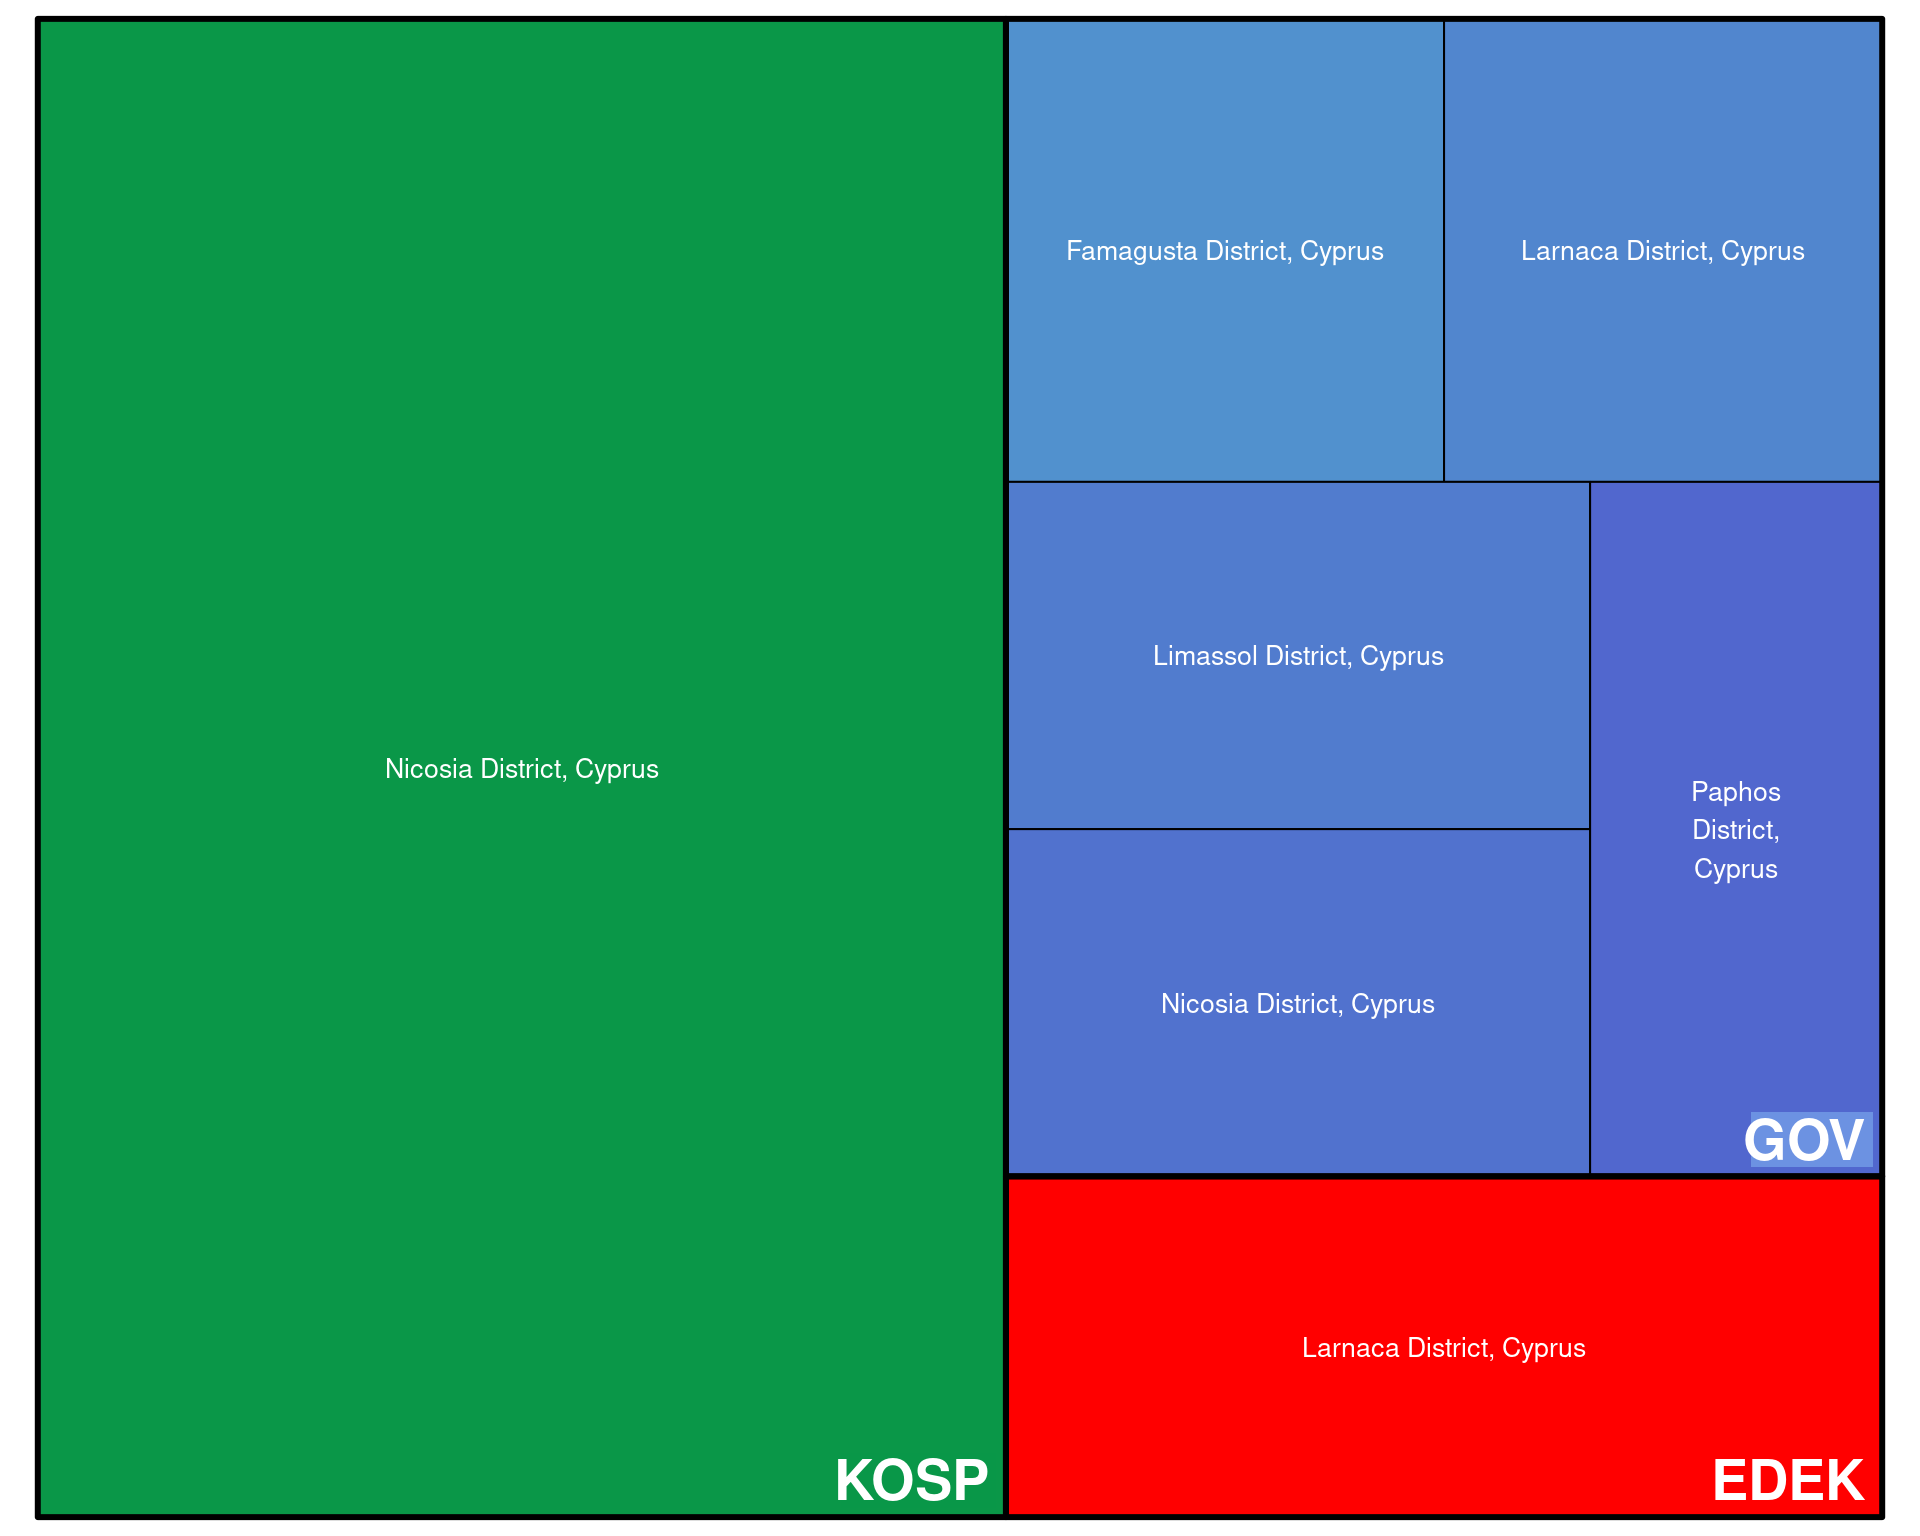 Nicosia District, Cyprus
KOSP
Famagusta District, Cyprus
Larnaca District, Cyprus
Limassol District, Cyprus
Nicosia District, Cyprus
Paphos
District,
Cyprus
GOV
Larnaca District, Cyprus
EDEK